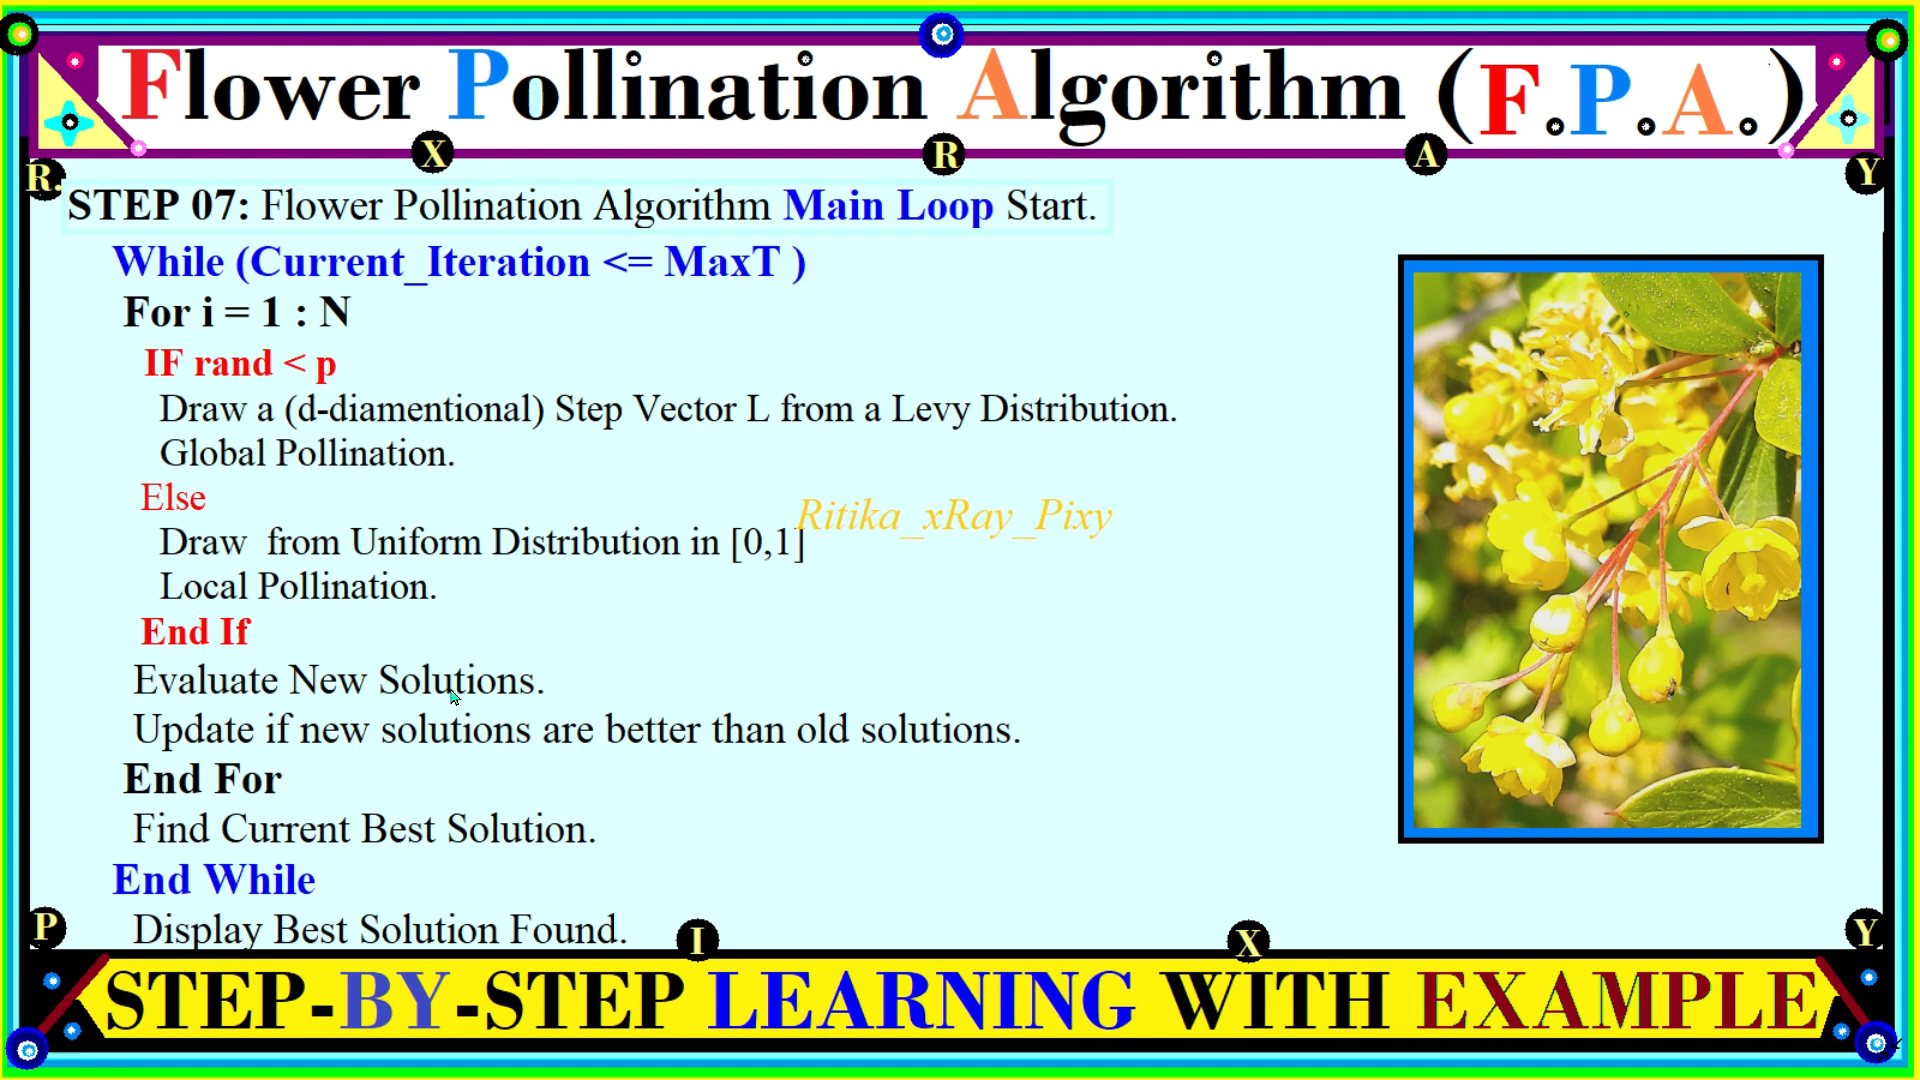 Flower Pollination Algorithm (F.P.A.)
R. X R A Y
STEP 07: Flower Pollination Algorithm Main Loop Start.
While (Current_Iteration <= MaxT )
For i = 1 : N
IF rand < p
Draw a (d-diamentional) Step Vector L from a Levy Distribution.
Global Pollination.
Else
Ritika_xRay_Pixy
Draw from Uniform Distribution in [0,1]
Local Pollination.
End If
Evaluate New Solutions.
Update if new solutions are better than old solutions.
End For
Find Current Best Solution.
End While
Display Best Solution Found.
P I X Y
STEP-BY-STEP LEARNING WITH EXAMPLE